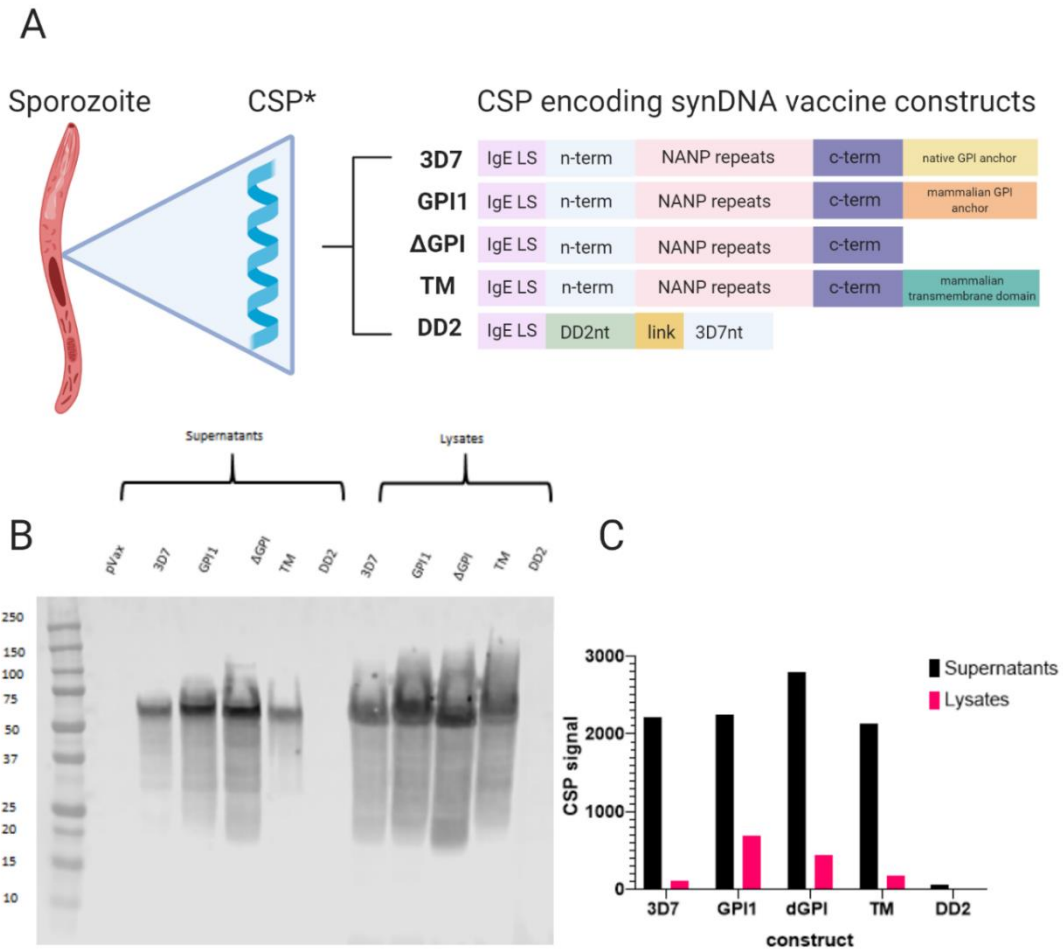 A
Sporozoite CSP* CSP encoding synDNA vaccine constructs
3D7 IgE LS n-term NANP repeats c-term native GPI anchor
GPI1 IgE LS n-term NANP repeats c-term mammalian GPI
anchor
ΔGPI IgE LS n-term NANP repeats c-term
TM IgE LS n-term NANP repeats c-term mammalian
transmembrane domain
DD2 IgE LS DD2nt link 3D7nt
Supernatants Lysates
B
pVax 3D7 GPI1 ΔGPI TM DD2 3D7 GPI1 ΔGPI TM DD2
250
150
100
75
50
37
25
20
15
10
C
3000
2000
1000
0
CSP signal
Supernatants
Lysates
3D7 GPI1 dGPI TM DD2
construct